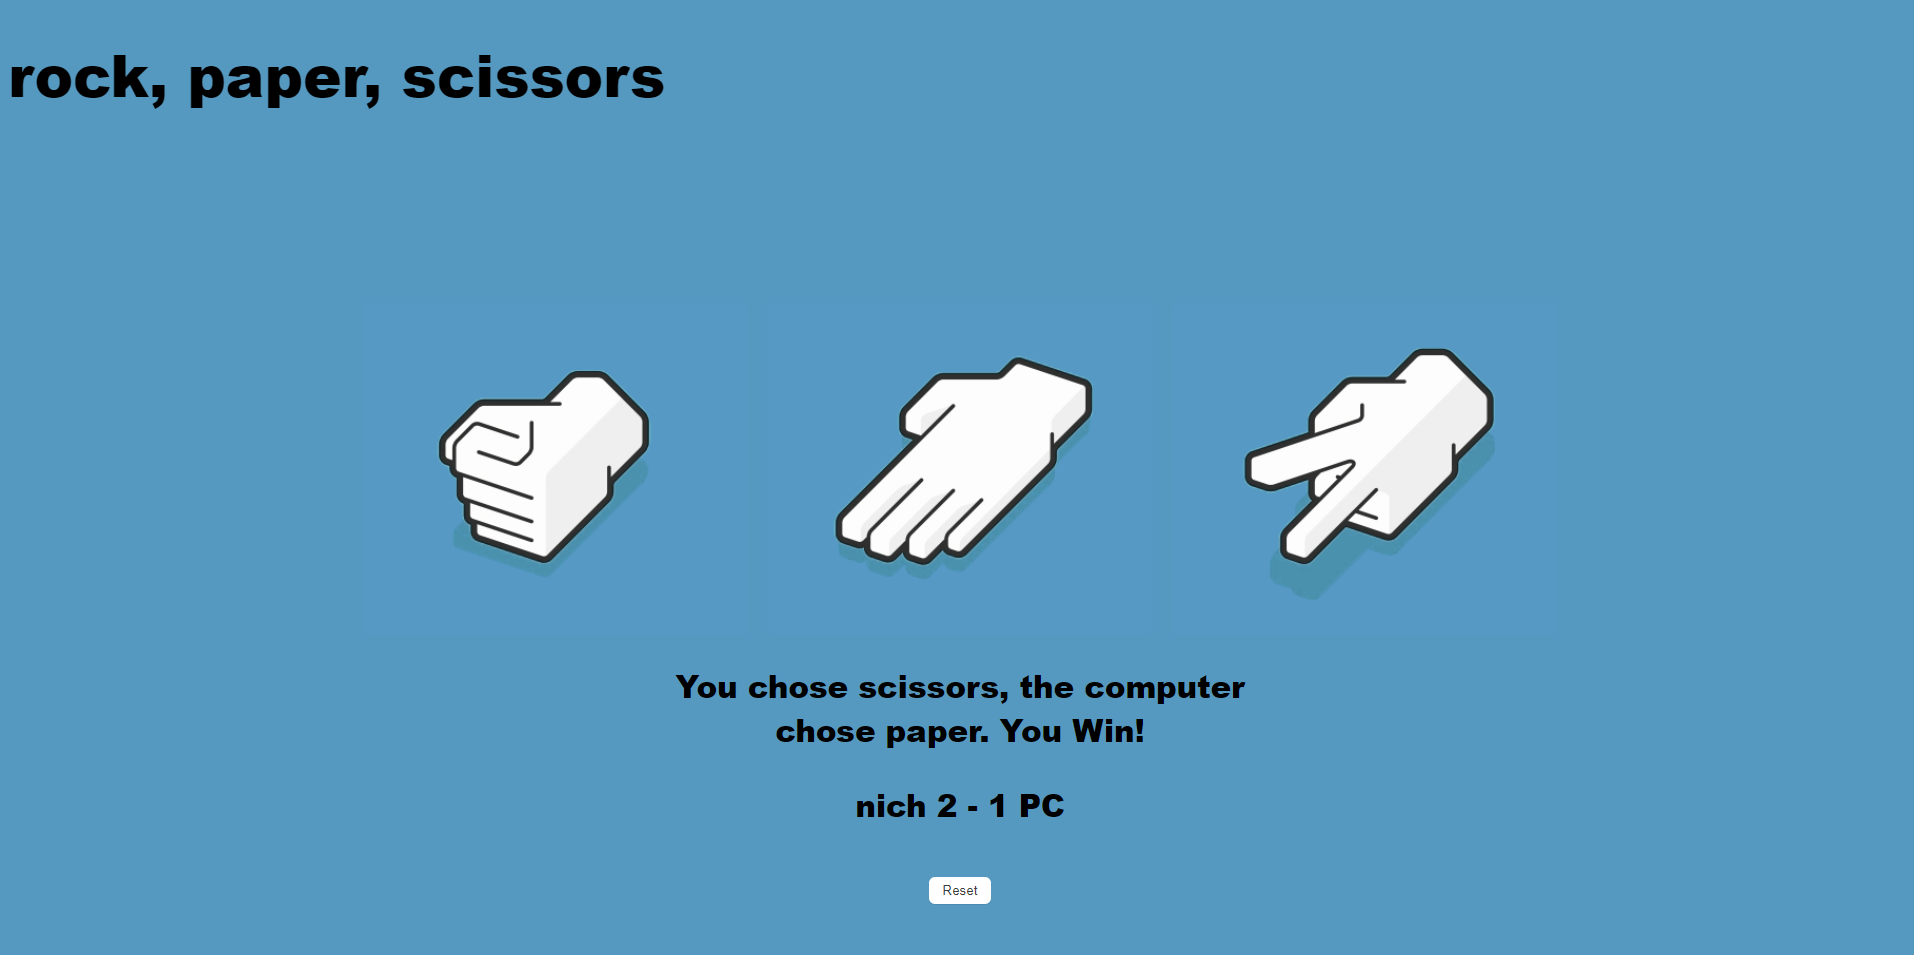 rock, paper, scissors
You chose scissors, the computer
chose paper. You Win!
nich 2 - 1 PC
Reset